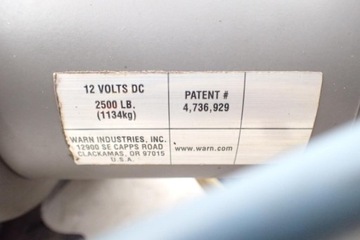 12 VOLTS DC
2500 LB.
(1134kg)
PATENT #
4,736,929
WARN INDUSTRIES, INC.
12900 SE CAPPS ROAD
CLACKAMAS, OR 97015
U.S.A.
www.warn.com